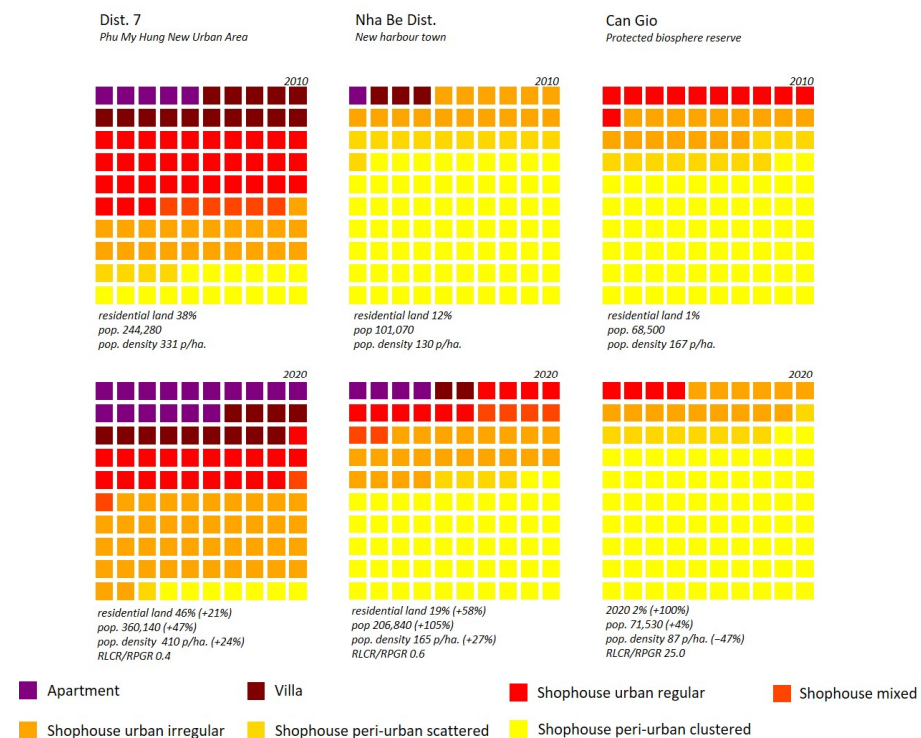 Dist. 7
Phu My Hung New Urban Area
Nha Be Dist.
New harbour town
Can Gio
Protected biosphere reserve
2010
2010
2010
residential land 38%
pop. 244,280
pop. density 331 p/ha.
residential land 12%
pop 101,070
pop. density 130 p/ha.
residential land 1%
pop. 68,500
pop. density 167 p/ha.
2020
2020
2020
residential land 46% (+21%)
pop. 360,140 (+47%)
pop. density 410 p/ha. (+24%)
RLCR/RPGR 0.4
residential land 19% (+58%)
pop 206,840 (+105%)
pop. density 165 p/ha. (+27%)
RLCR/RPGR 0.6
2020 2% (+100%)
pop. 71,530 (+4%)
pop. density 87 p/ha. (–47%)
RLCR/RPGR 25.0
Apartment
Villa
Shophouse urban regular
Shophouse mixed
Shophouse urban irregular
Shophouse peri-urban scattered
Shophouse peri-urban clustered